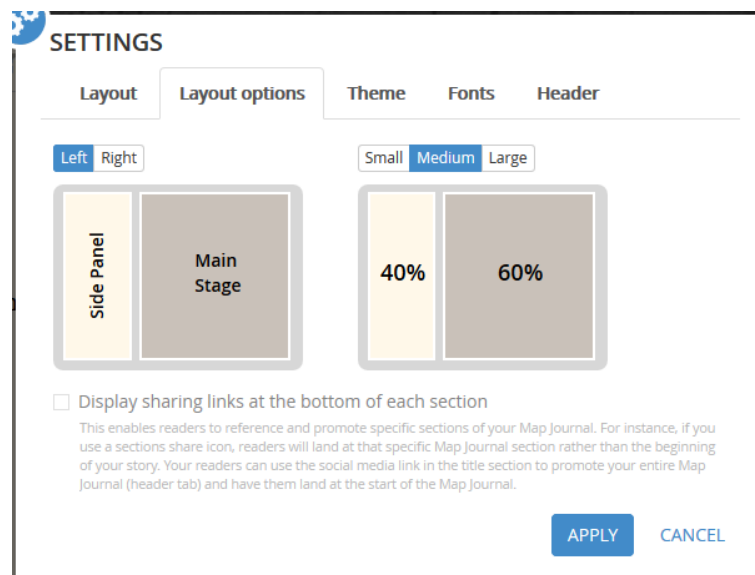 SETTINGS
Layout Layout options Theme Fonts Header
Left Right Small Medium Large
Side Panel
Main
Stage
40% 60%
Display sharing links at the bottom of each section
This enables readers to reference and promote specific sections of your Map Journal. For instance, if you
use a sections share icon, readers will land at that specific Map Journal section rather than the beginning
of your story. Your readers can use the social media link in the title section to promote your entire Map
Journal (header tab) and have them land at the start of the Map Journal.
APPLY CANCEL